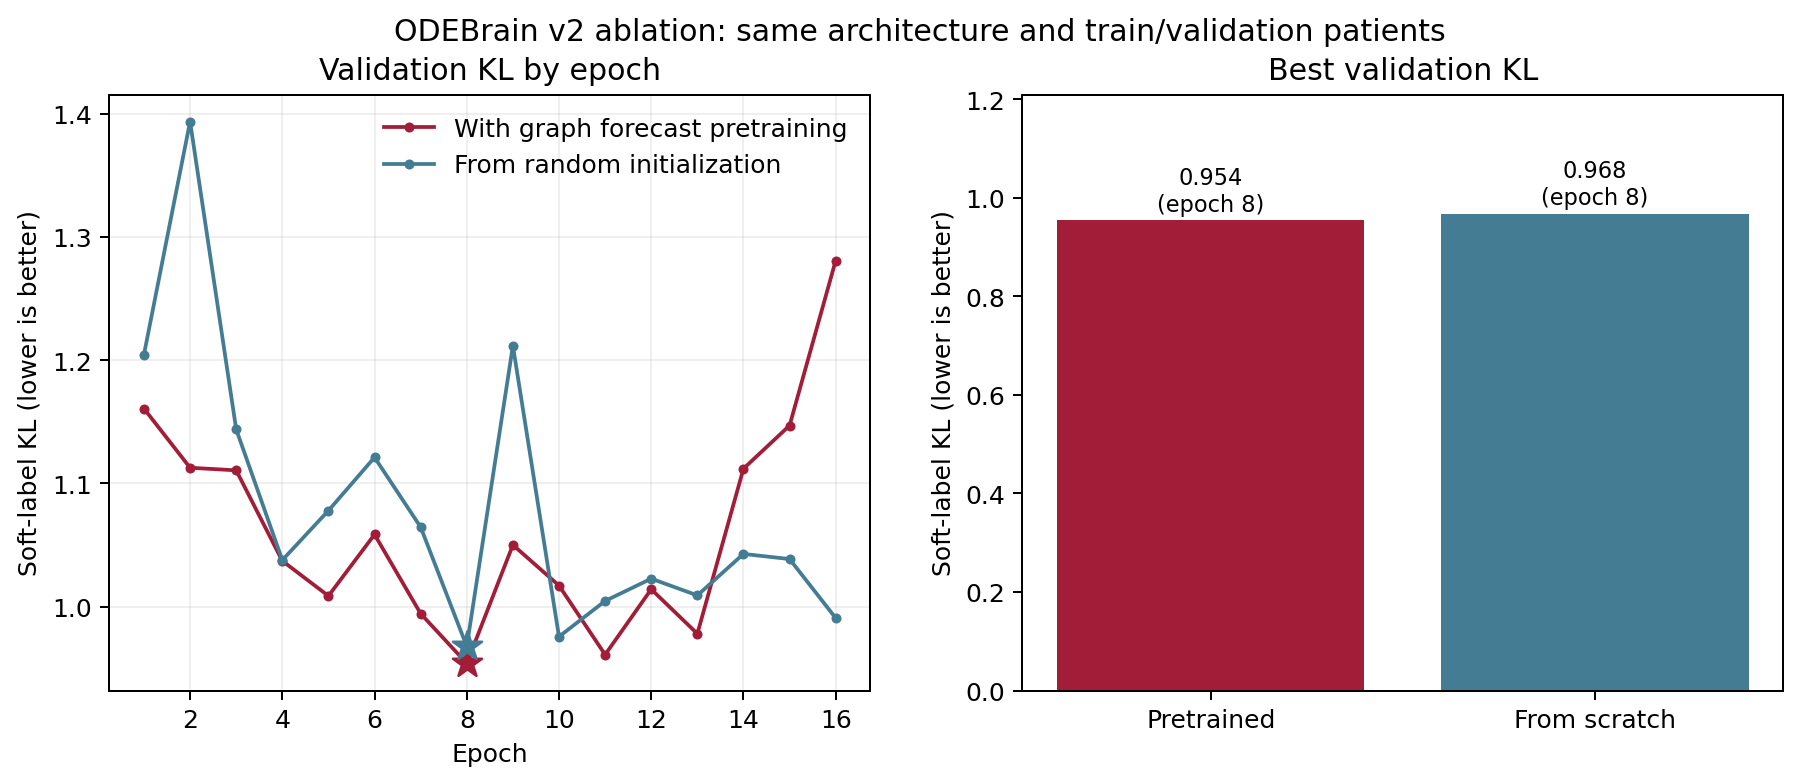 ODEBrain v2 ablation: same architecture and train/validation patients
Validation KL by epoch
Soft-label KL (lower is better)
1.4
1.3
1.2
1.1
1.0
With graph forecast pretraining
From random initialization
2 4 6 8 10 12 14 16
Epoch
Best validation KL
Soft-label KL (lower is better)
1.2
1.0
0.8
0.6
0.4
0.2
0.0
0.954
(epoch 8)
0.968
(epoch 8)
Pretrained From scratch